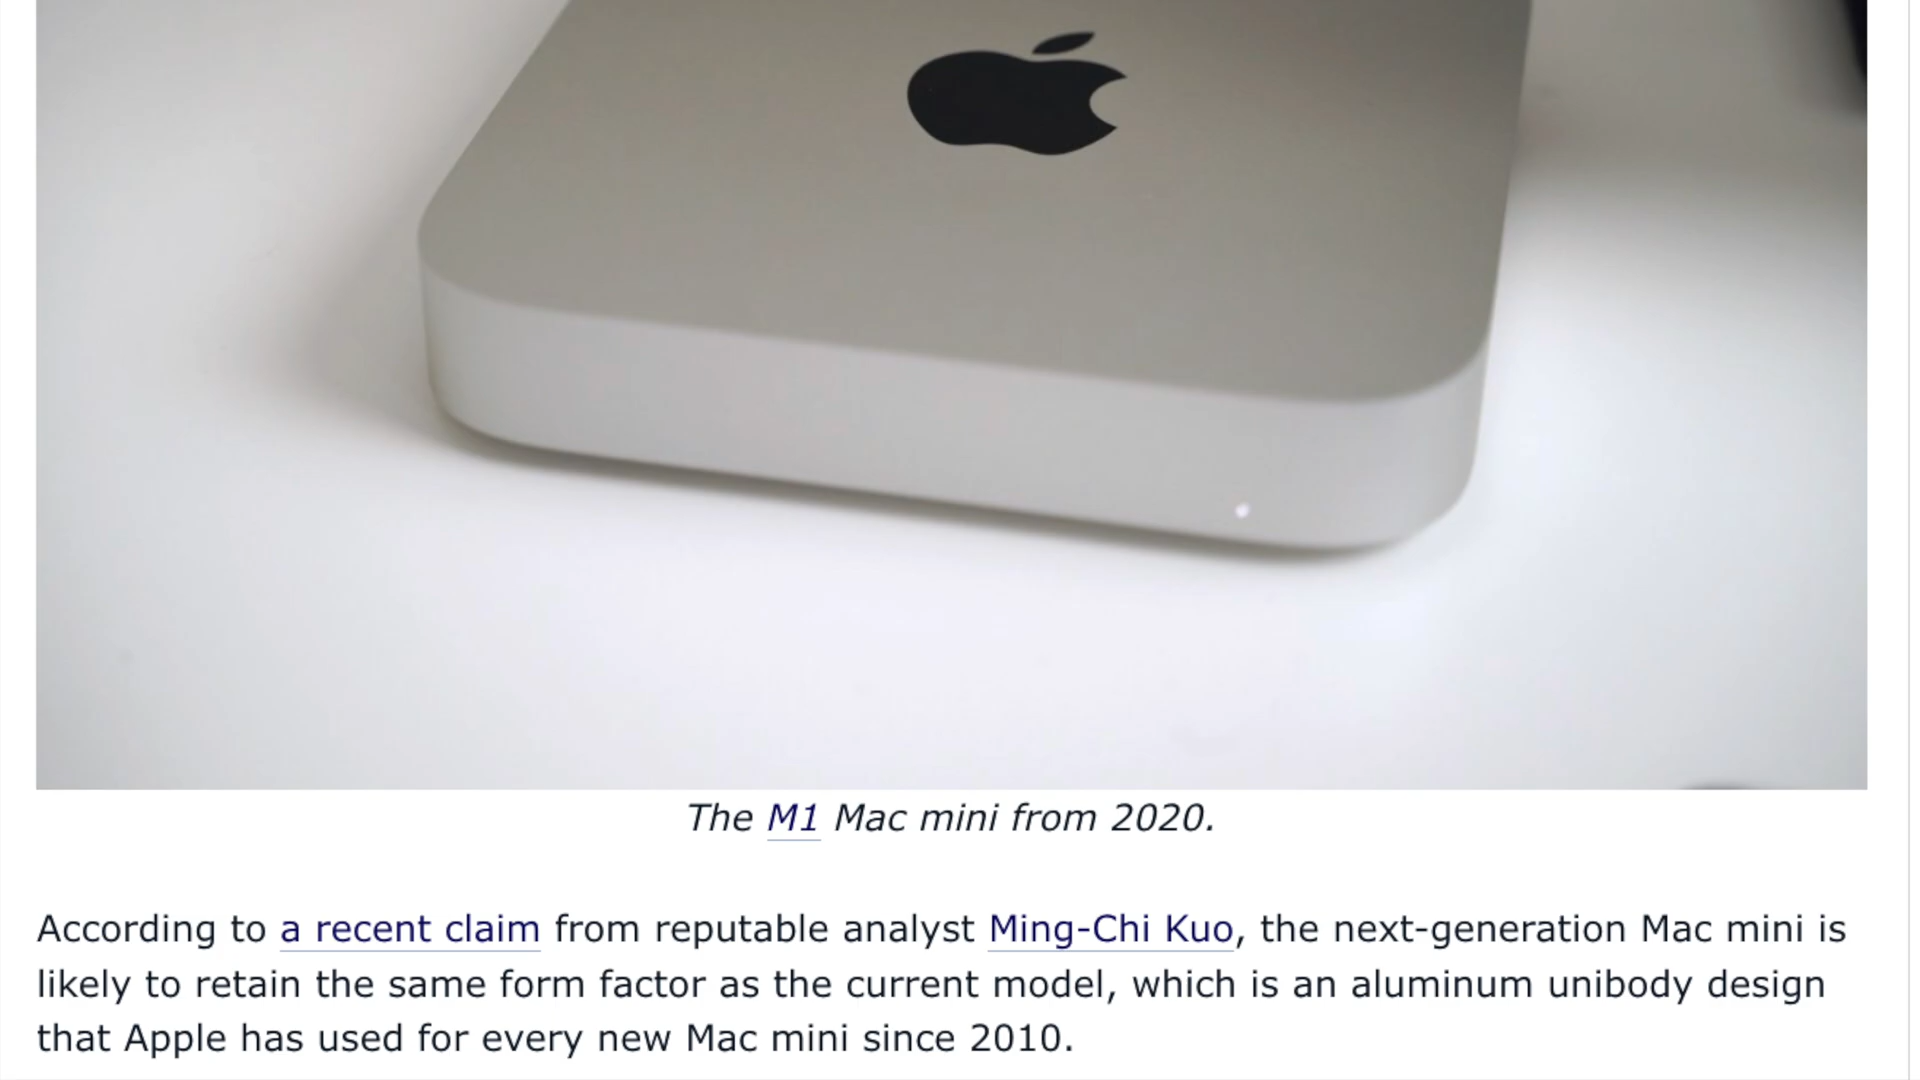 The M1 Mac mini from 2020.
According to a recent claim from reputable analyst Ming-Chi Kuo, the next-generation Mac mini is
likely to retain the same form factor as the current model, which is an aluminum unibody design
that Apple has used for every new Mac mini since 2010.